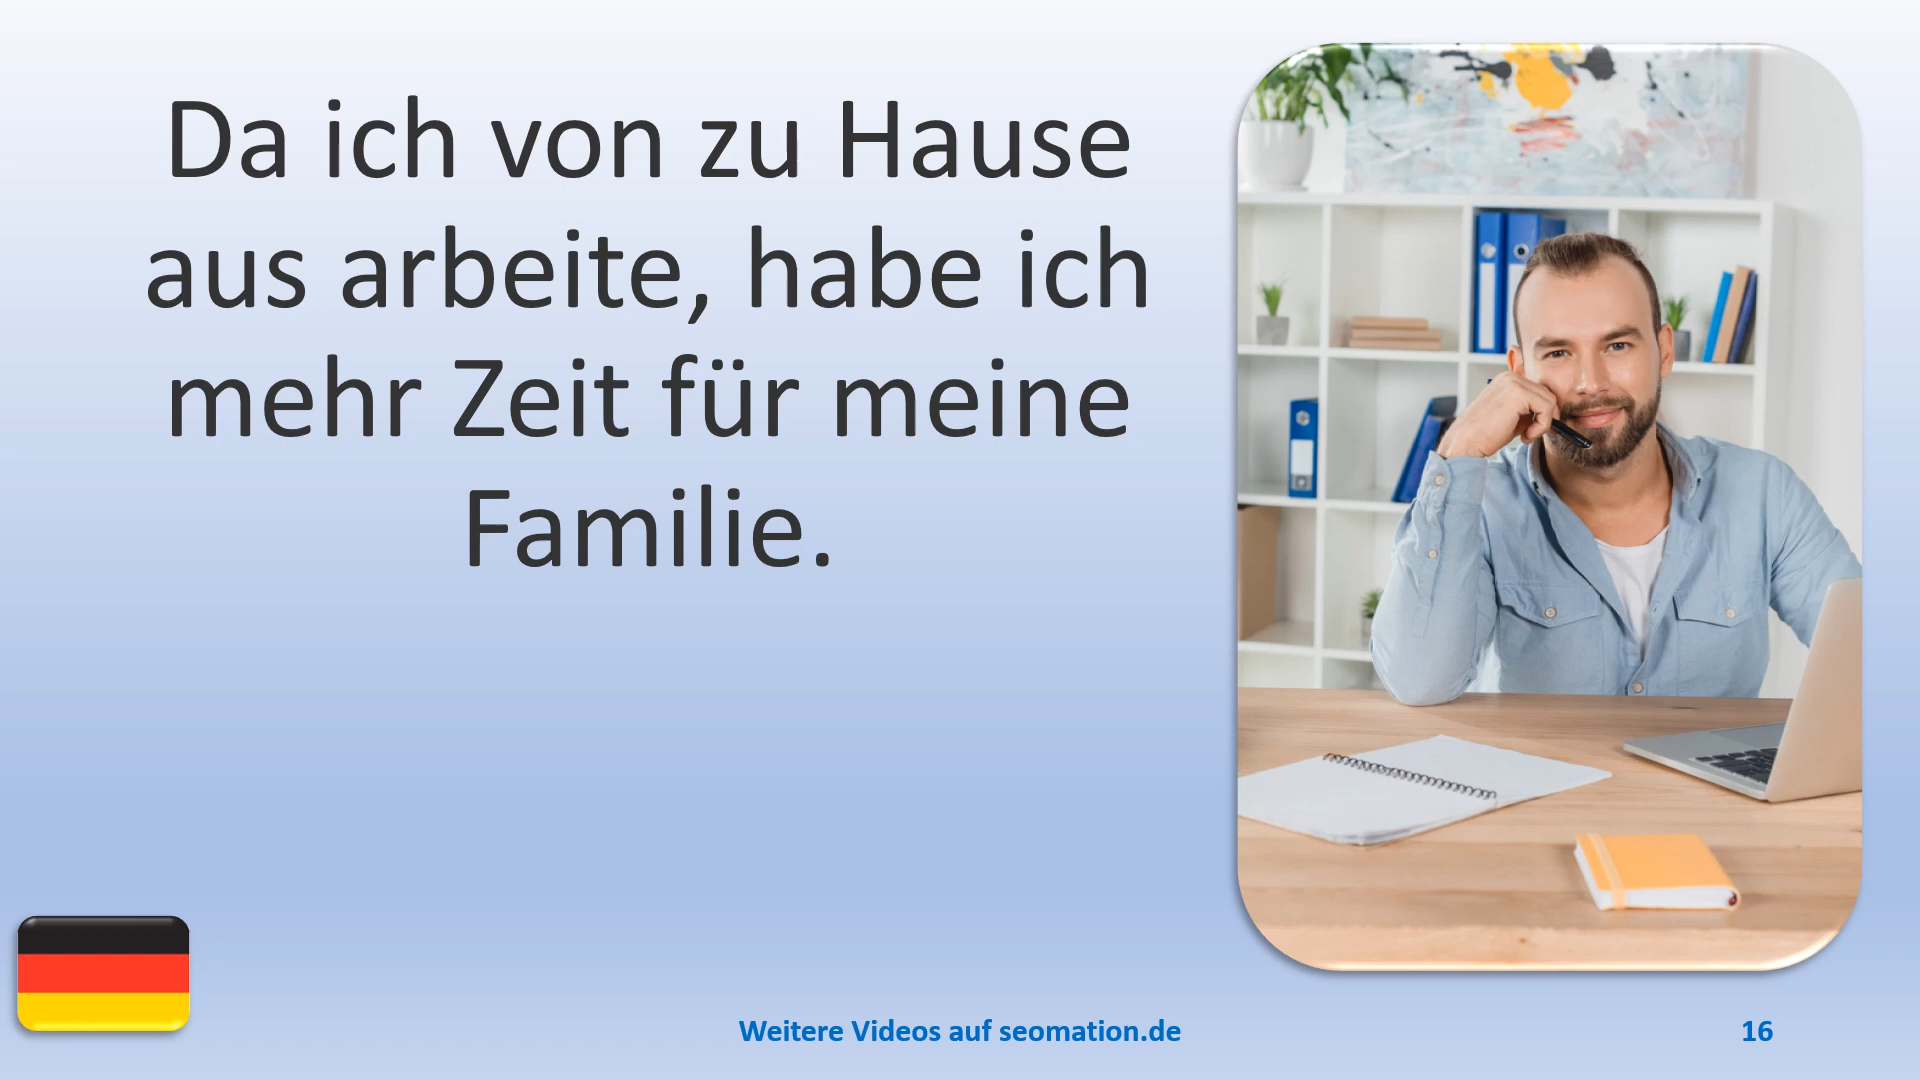 Da ich von zu Hause
aus arbeite, habe ich
mehr Zeit für meine
Familie.
Weitere Videos auf seomation.de
16